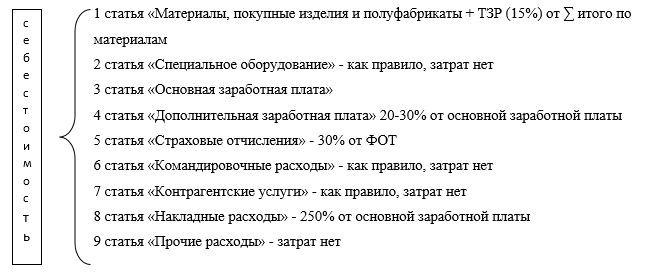 себестоимость
1 статья «Материалы, покупные изделия и полуфабрикаты + ТЗР (15%) от ∑ итого по
материалам
2 статья «Специальное оборудование» - как правило, затрат нет
3 статья «Основная заработная плата»
4 статья «Дополнительная заработная плата» 20-30% от основной заработной платы
5 статья «Страховые отчисления» - 30% от ФОТ
6 статья «Командировочные расходы» - как правило, затрат нет
7 статья «Контрагентские услуги» - как правило, затрат нет
8 статья «Накладные расходы» - 250% от основной заработной платы
9 статья «Прочие расходы» - затрат нет